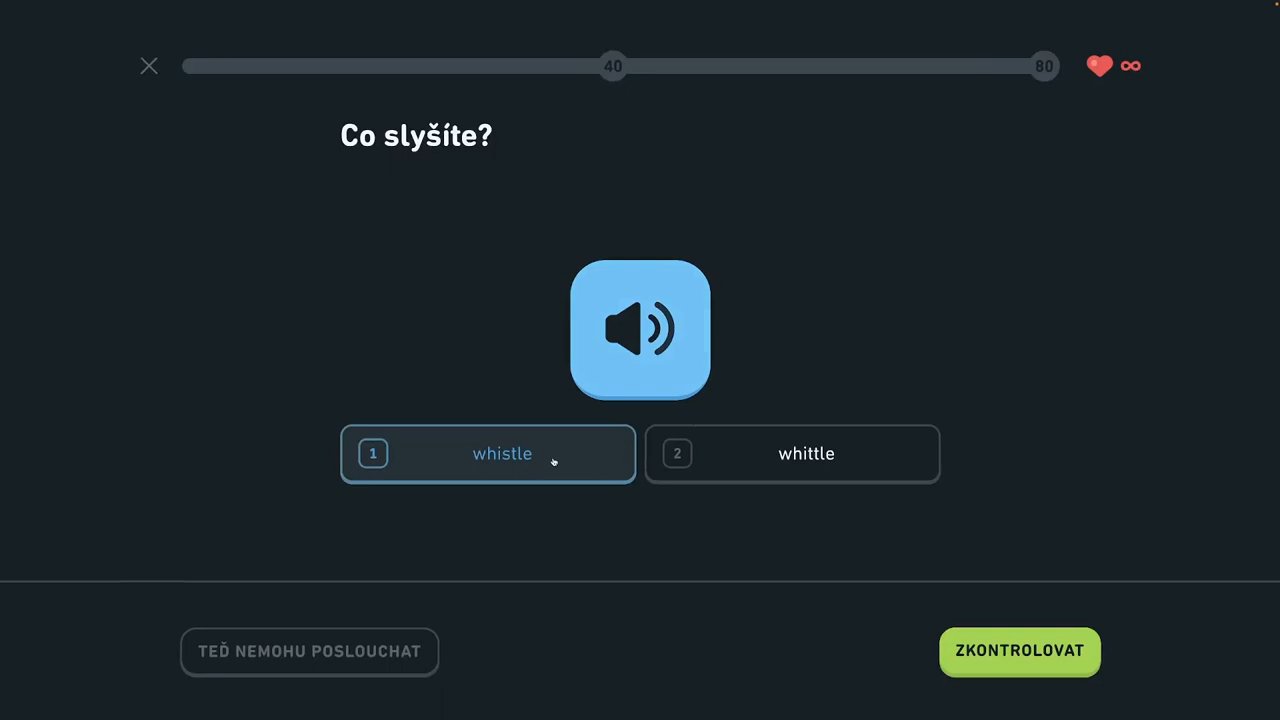 40
80
∞
Co slyšíte?
1
whistle
2
whittle
TEĎ NEMOHU POSLOUCHAT
ZKONTROLOVAT